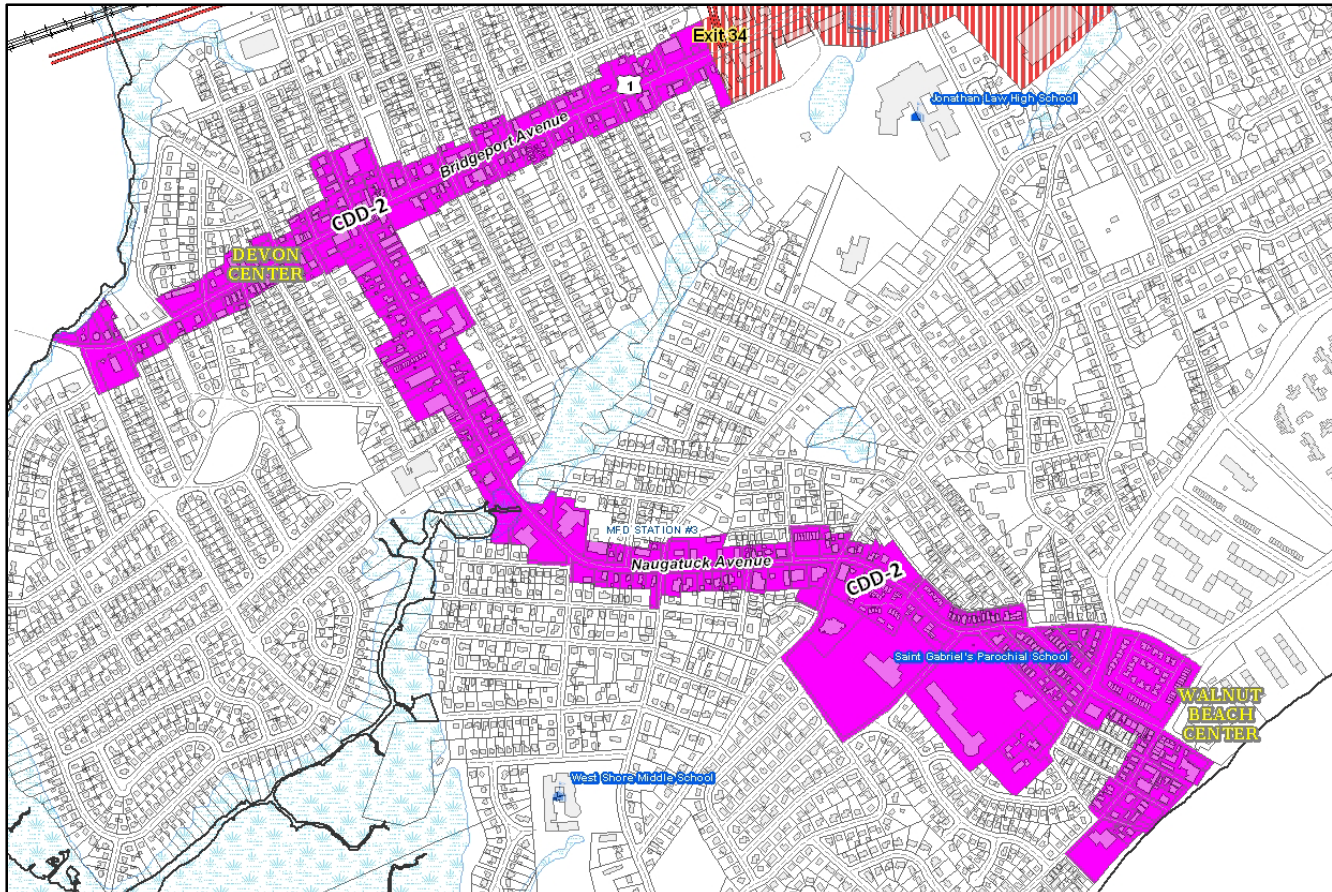 Exit 34
1
Jonathan Law High School
Bridgeport Avenue
CDD-2
DEVON
CENTER
MFD STATION #3
Naugatuck Avenue
CDD-2
Saint Gabriel's Parochial School
WALNUT
BEACH
CENTER
West Shore Middle School